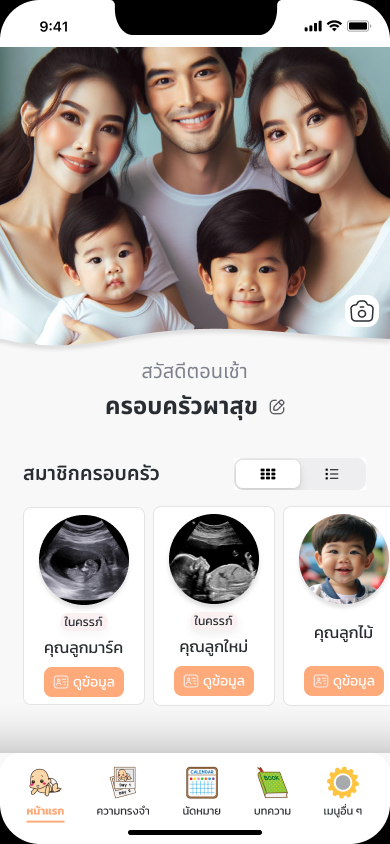 9:41
สวัสดีตอนเช้า
ครอบครัวผาสุข
สมาชิกครอบครัว
ในครรภ์
คุณลูกมาร์ค
ดูข้อมูล
ในครรภ์
คุณลูกใหม่
ดูข้อมูล
คุณลูกไม้
ดูข้อมูล
DAY 1
DAY 2
CALENDAR
BOOK
หน้าแรก
ความทรงจำ
นัดหมาย
บทความ
เมนูอื่น ๆ